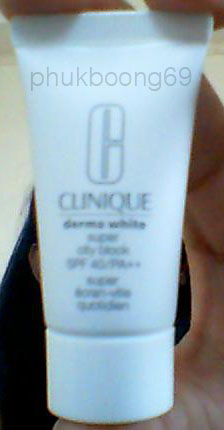 phukboong69
CLINIQUE
derma white
super
city block
SPF 40/PA++
super
écran-ville
quotidien